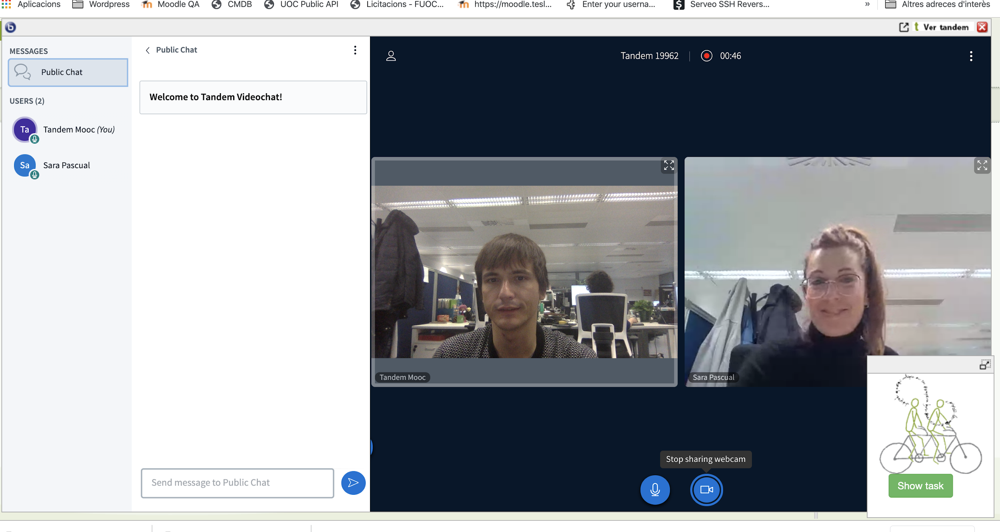 Aplicacions Wordpress Moodle QA CMDB UOC Public API Licitacions - FUOC... https://moodle.tesl... Enter your userna... Serveo SSH Revers... » Altres adreces d'interès
Ver tandem
MESSAGES
Public Chat
USERS (2)
Ta Tandem Mooc (You)
Sa Sara Pascual
Public Chat
Welcome to Tandem Videochat!
Send message to Public Chat
Tandem 19962 00:46
Tandem Mooc
Sara Pascual
Stop sharing webcam
Show task